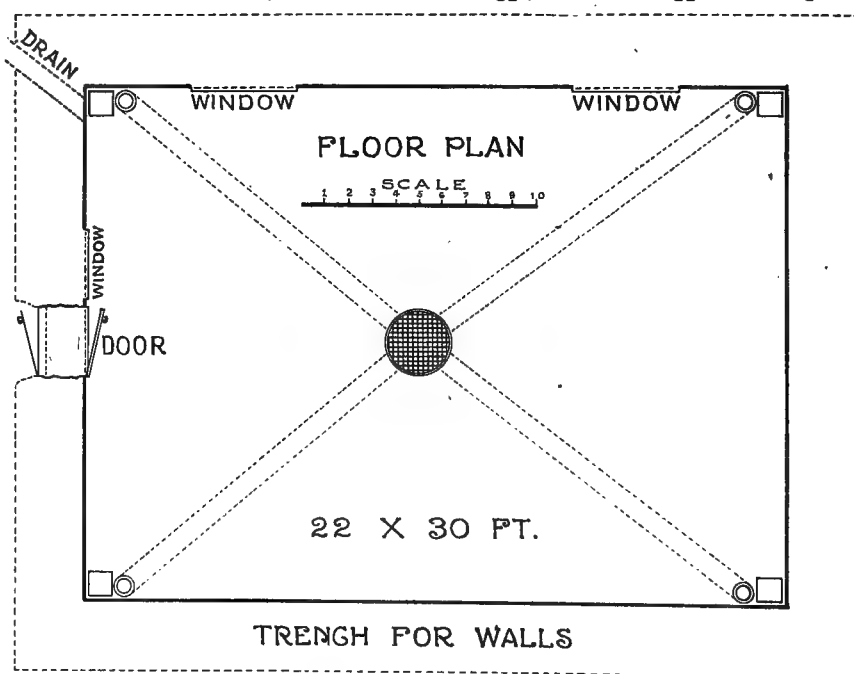 DRAIN
WINDOW WINDOW
FLOOR PLAN
SCALE
1 2 3 4 5 6 7 8 9 10
WINDOW
DOOR
22 X 30 FT.
TRENCH FOR WALLS